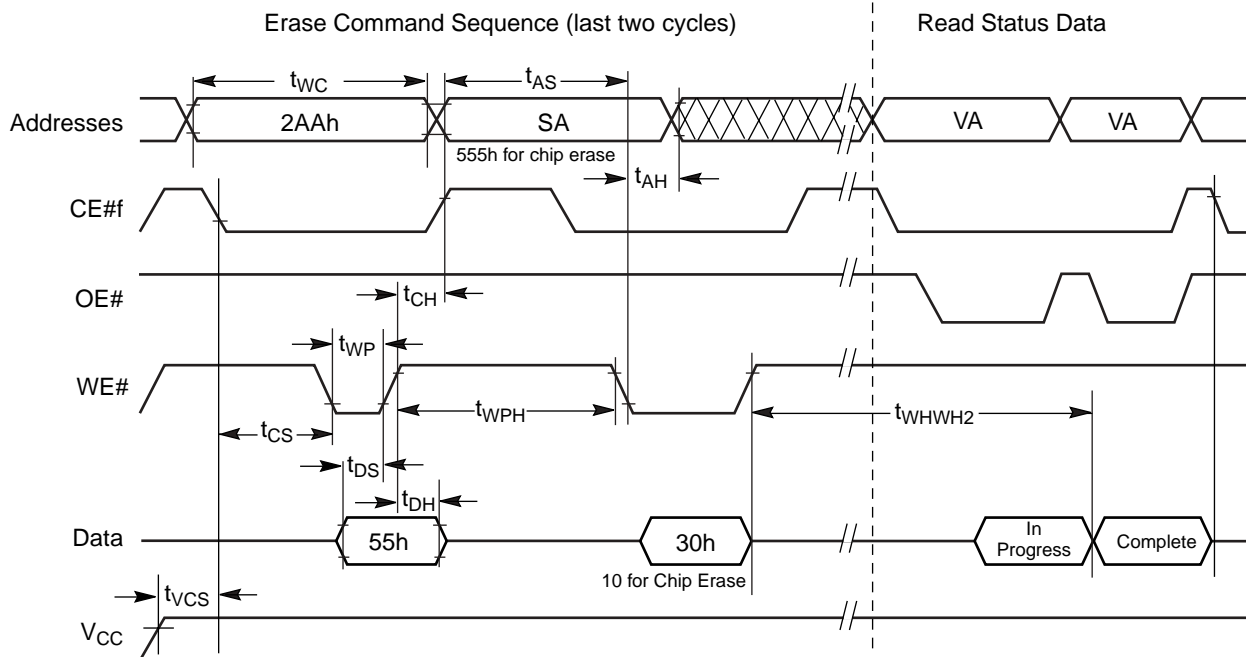 Erase Command Sequence (last two cycles)
Read Status Data
tWC
tAS
Addresses
2AAh
SA
VA
VA
555h for chip erase
tAH
CE#f
OE#
tCH
tWP
WE#
tWPH
tWHWH2
tCS
tDS
tDH
Data
55h
30h
In
Progress
Complete
10 for Chip Erase
tVCS
VCC